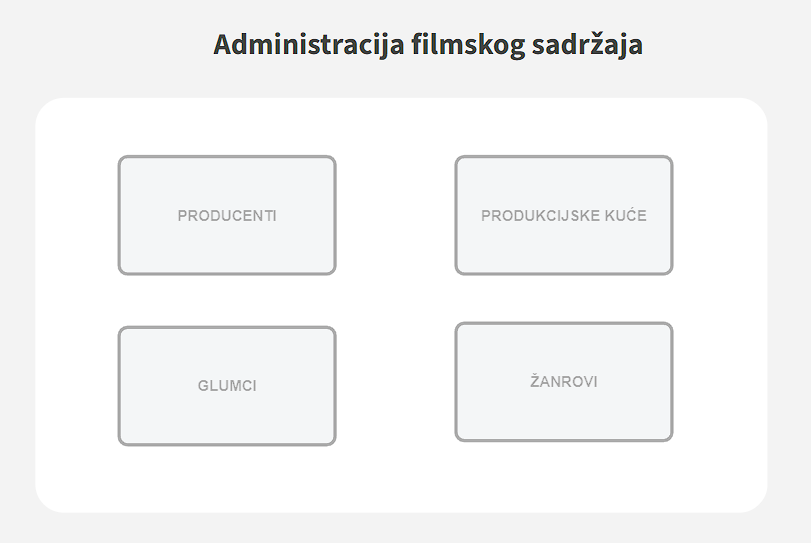 Administracija filmskog sadržaja
PRODUCENTI
PRODUKCIJSKE KUĆE
GLUMCI
ŽANROVI